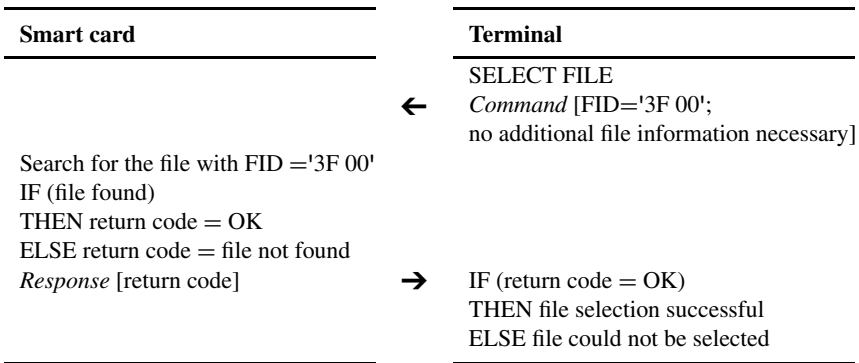 Smart card Terminal
SELECT FILE
← Command [FID='3F 00';
no additional file information necessary]
Search for the file with FID ='3F 00'
IF (file found)
THEN return code = OK
ELSE return code = file not found
Response [return code] → IF (return code = OK)
THEN file selection successful
ELSE file could not be selected